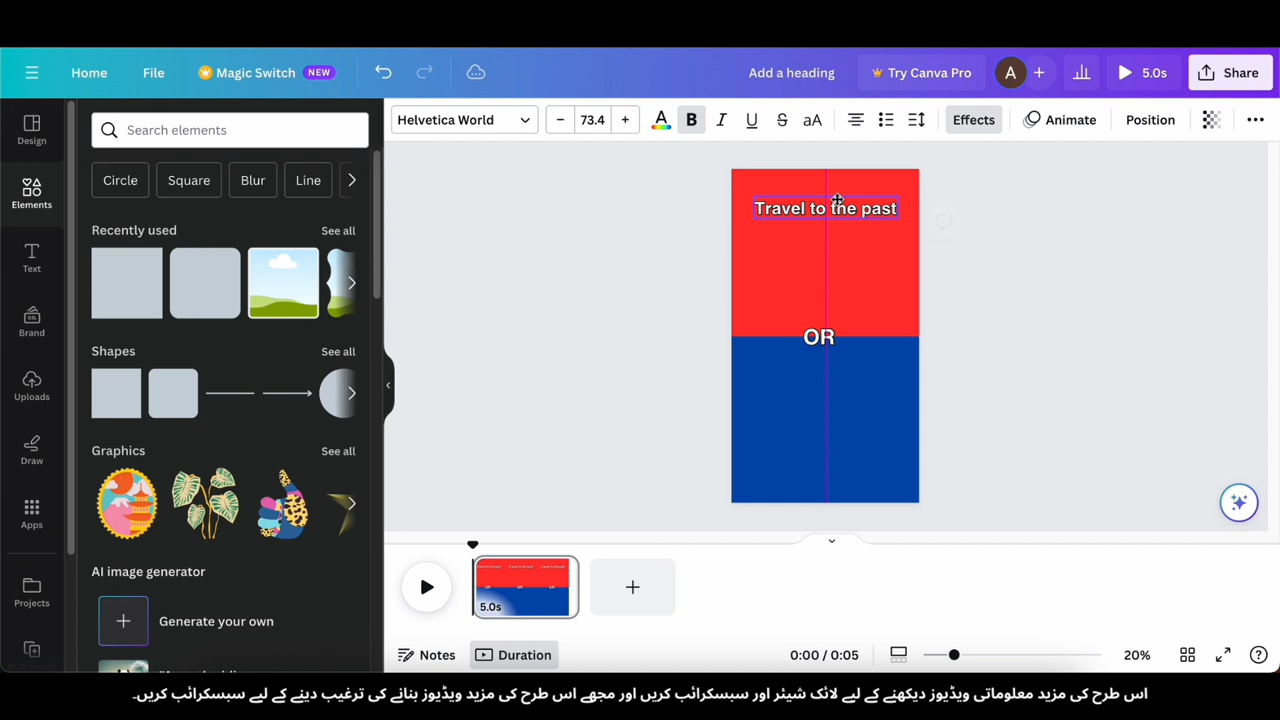 Home
File
Magic Switch NEW
Add a heading
Try Canva Pro
A
5.0s
Share
Design
Elements
Text
Brand
Uploads
Draw
Apps
Projects
Search elements
Circle
Square
Blur
Line
Recently used
See all
Shapes
See all
Graphics
See all
AI image generator
Generate your own
Helvetica World
– 73.4 +
A B I U S aA
Effects
Animate
Position
Travel to the past
OR
5.0s
Notes
Duration
0:00 / 0:05
20%
اس طرح کی مزید معلوماتی ویڈیوز دیکھنے کے لیے لائک شیئر اور سبسکرائب کریں اور مجھے اس طرح کی مزید ویڈیوز بنانے کی ترغیب دینے کے لیے سبسکرائب کریں۔